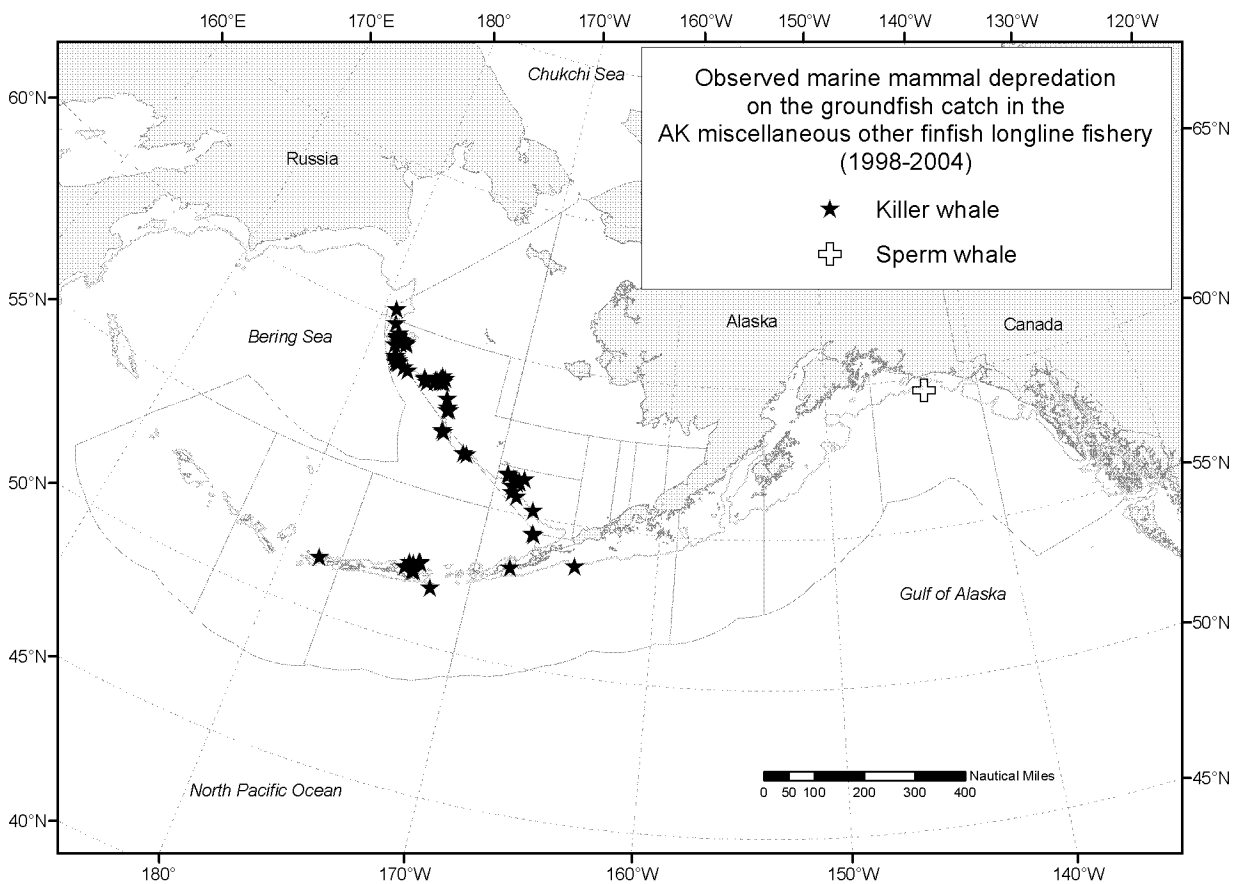 160°E 170°E 180° 170°W 160°W 150°W 140°W 130°W 120°W
Chukchi Sea
Observed marine mammal depredation
on the groundfish catch in the
AK miscellaneous other finfish longline fishery
(1998-2004)
Killer whale
Sperm whale
60°N
65°N
Russia
55°N
60°N
Bering Sea
Alaska
Canada
50°N
55°N
Gulf of Alaska
50°N
45°N
North Pacific Ocean
Nautical Miles
0 50 100 200 300 400
45°N
40°N
180° 170°W 160°W 150°W 140°W